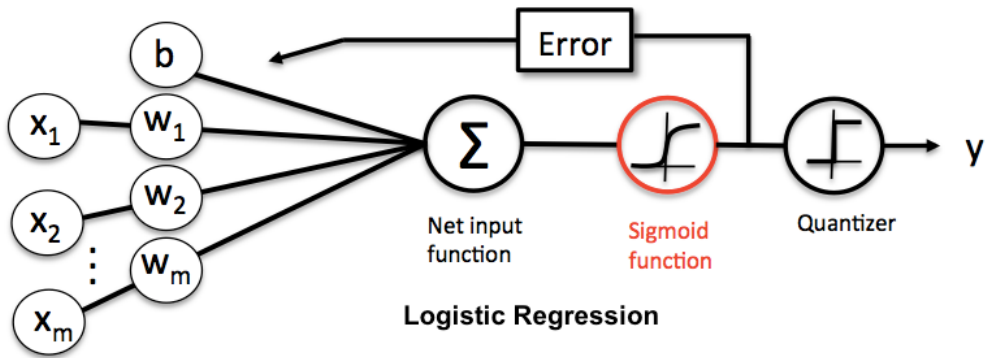 b
Error
x1
w1
Σ
y
x2
w2
Net input
function
Sigmoid
function
Quantizer
⋮
wm
xm
Logistic Regression